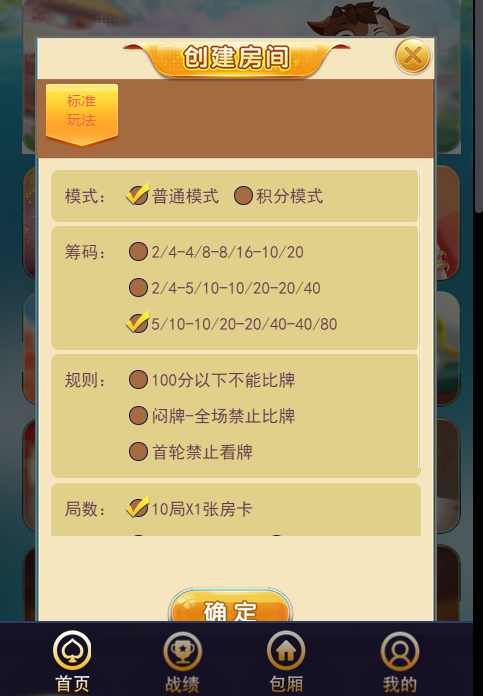 创建房间
标准
玩法
模式： 普通模式 积分模式
筹码： 2/4-4/8-8/16-10/20
2/4-5/10-10/20-20/40
5/10-10/20-20/40-40/80
规则： 100分以下不能比牌
闷牌-全场禁止比牌
首轮禁止看牌
局数： 10局X1张房卡
确定
首页 战绩 包厢 我的